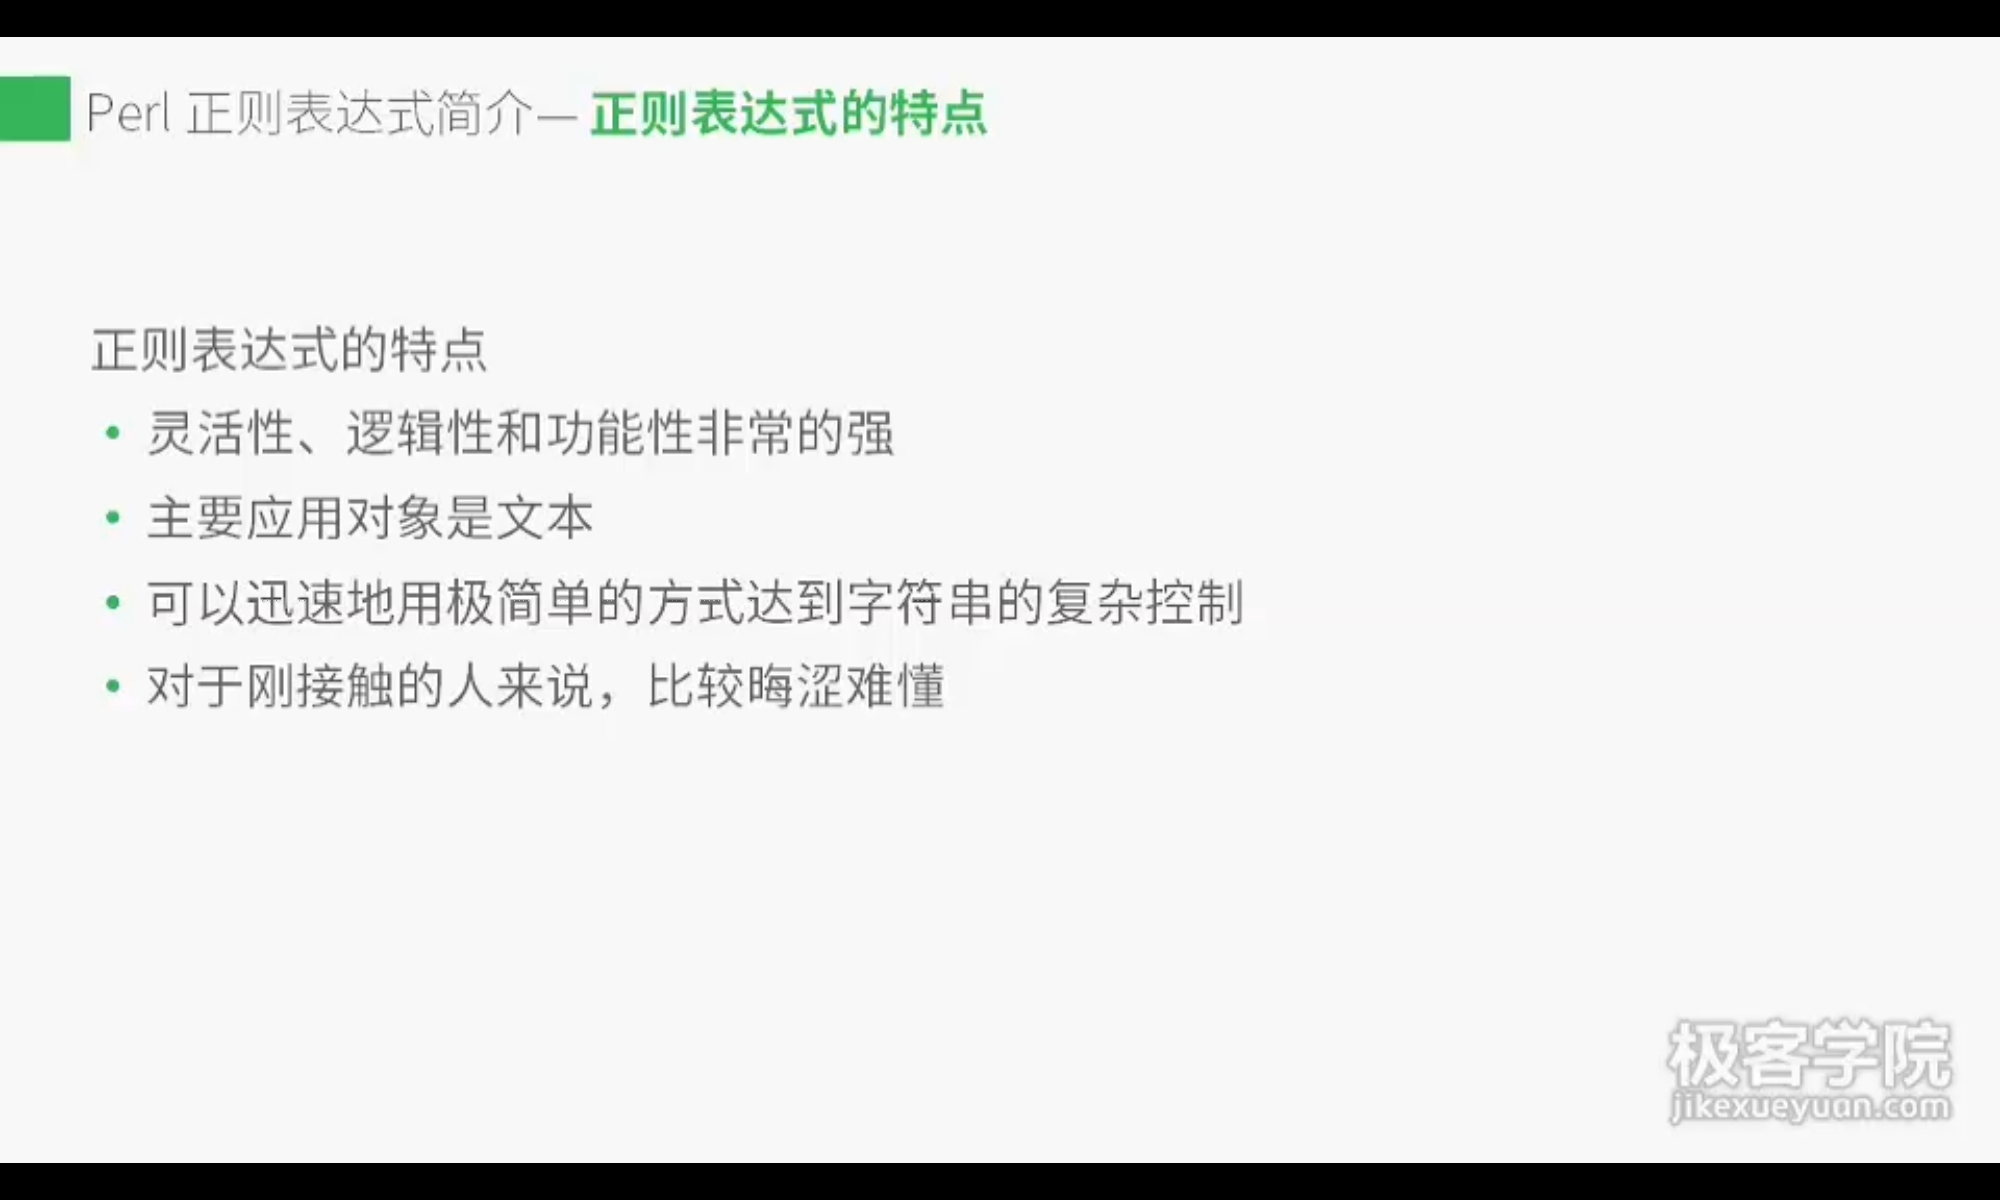 Perl 正则表达式简介— 正则表达式的特点
正则表达式的特点
• 灵活性、逻辑性和功能性非常的强
• 主要应用对象是文本
• 可以迅速地用极简单的方式达到字符串的复杂控制
• 对于刚接触的人来说，比较晦涩难懂
极客学院
jikexueyuan.com